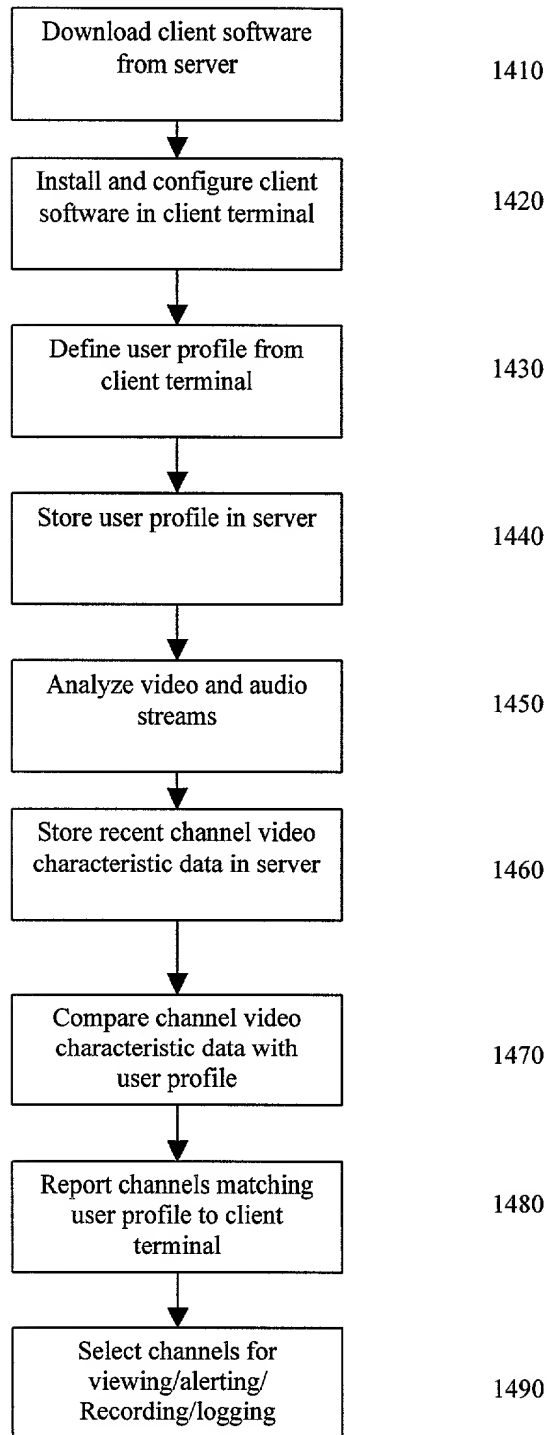 Download client software
from server
1410
Install and configure client
software in client terminal
1420
Define user profile from
client terminal
1430
Store user profile in server
1440
Analyze video and audio
streams
1450
Store recent channel video
characteristic data in server
1460
Compare channel video
characteristic data with
user profile
1470
Report channels matching
user profile to client
terminal
1480
Select channels for
viewing/alerting/
Recording/logging
1490